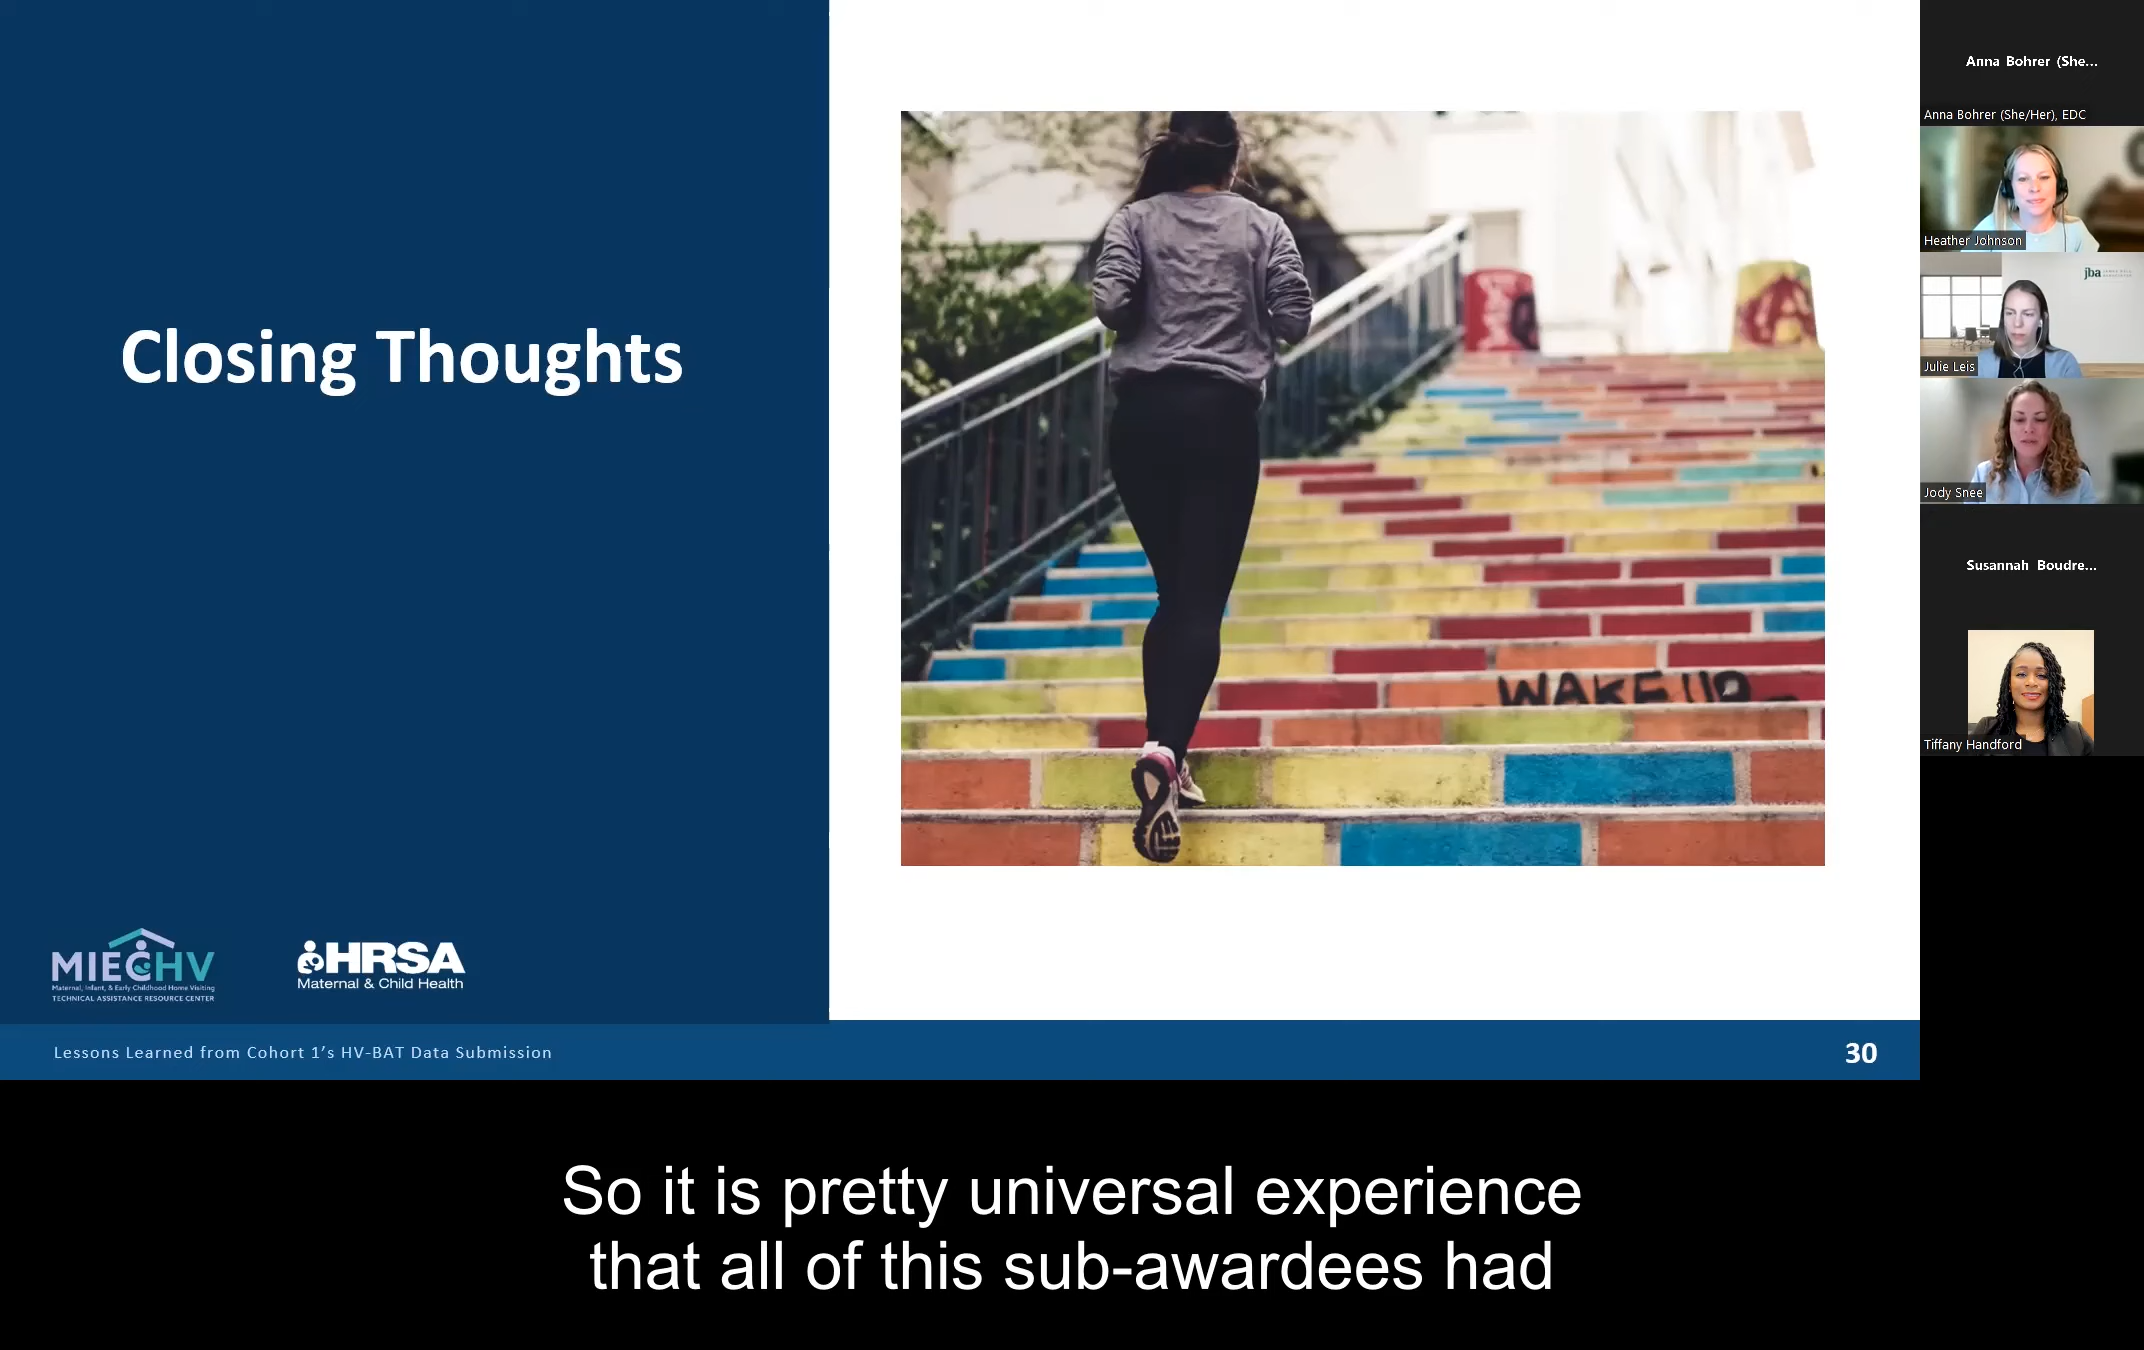 Closing Thoughts
WAKE UP
MIECHV
Maternal, Infant, & Early Childhood Home Visiting
TECHNICAL ASSISTANCE RESOURCE CENTER
HRSA
Maternal & Child Health
Lessons Learned from Cohort 1’s HV-BAT Data Submission
30
Anna Bohrer (She...
Anna Bohrer (She/Her), EDC
Heather Johnson
jba
Julie Leis
Jody Snee
Susannah Boudre...
Tiffany Handford
So it is pretty universal experience
that all of this sub-awardees had